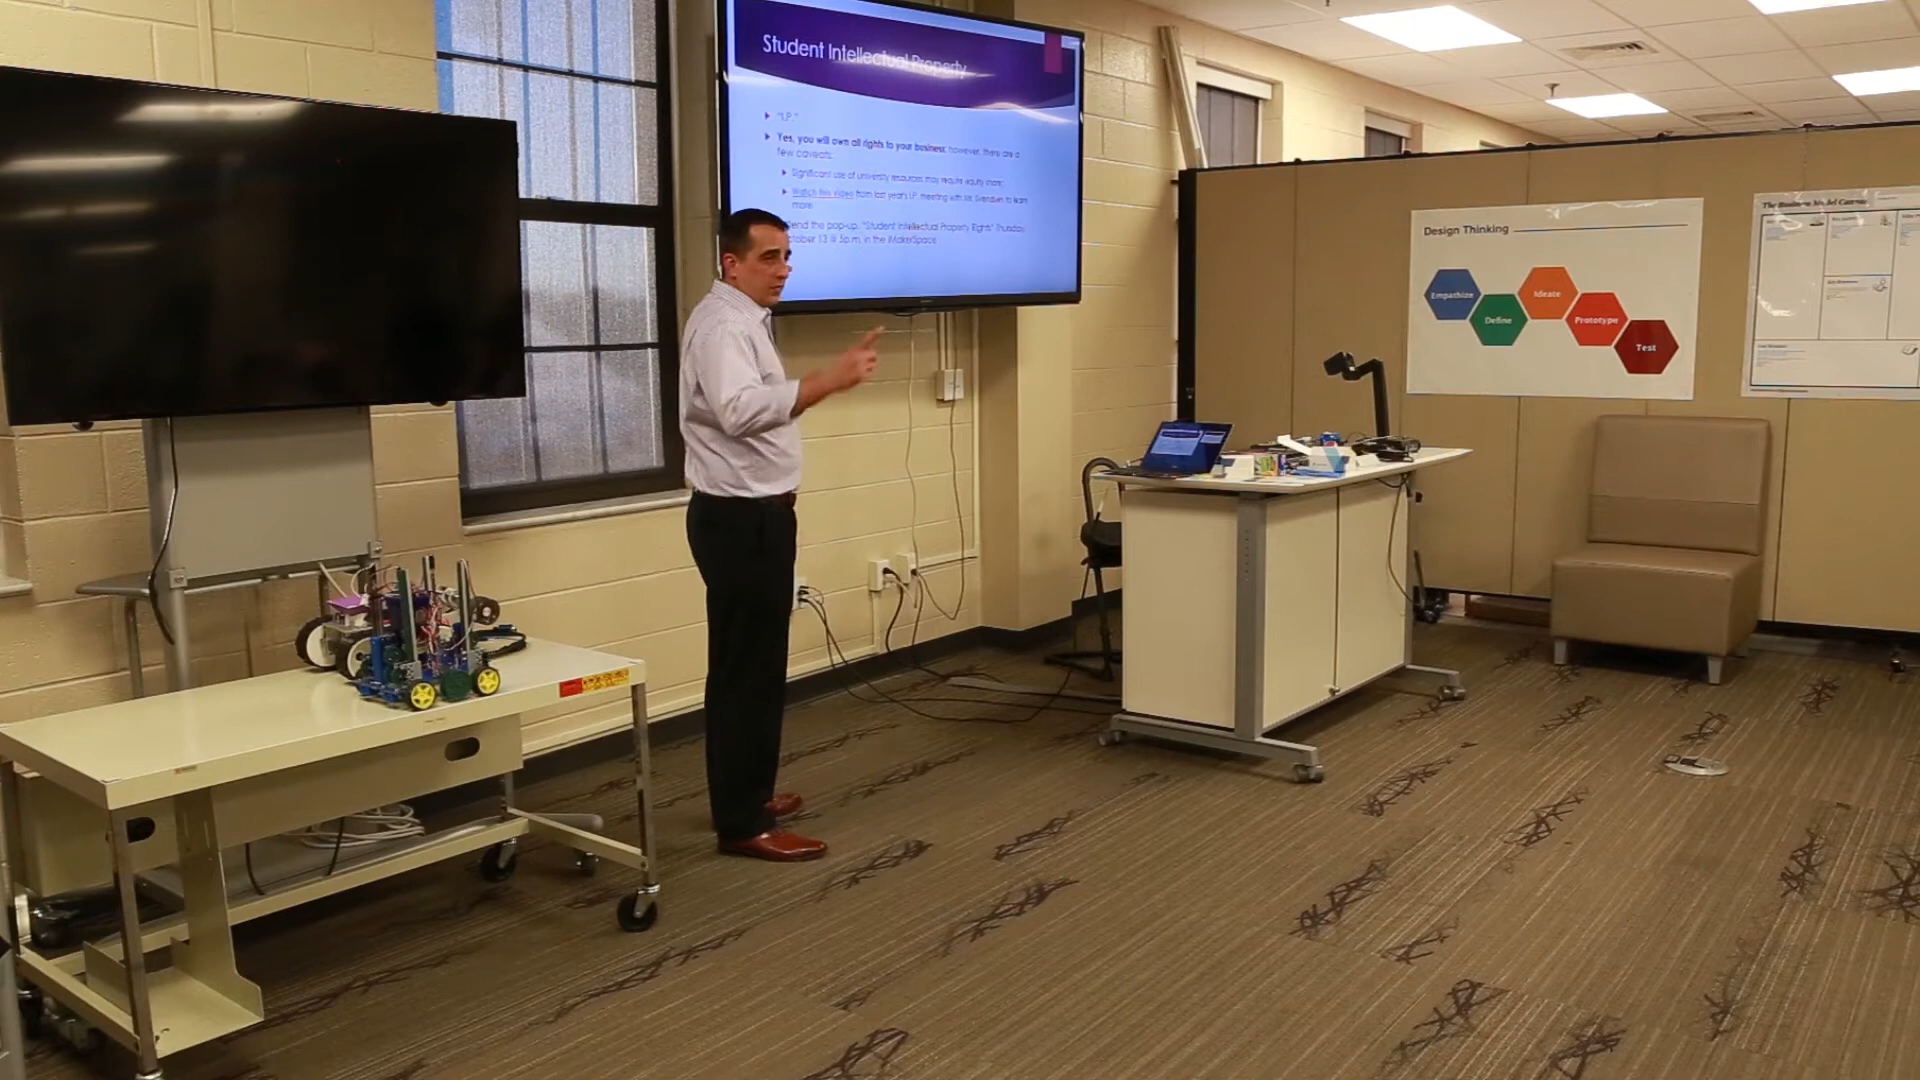 Student Intellectual Property
"I.P."
Yes, you will own all rights to your business; however, there are a
few caveats:
Significant use of university resources may require equity share;
Watch this video from last year's I.P. meeting with Mr. Svendsen to learn
more;
the pop-up, "Student Intellectual Property Rights" Thursday,
13 @ 5p.m. in the iMakerSpace
Design Thinking
Empathize
Define
Ideate
Prototype
Test
The Business Model Canvas